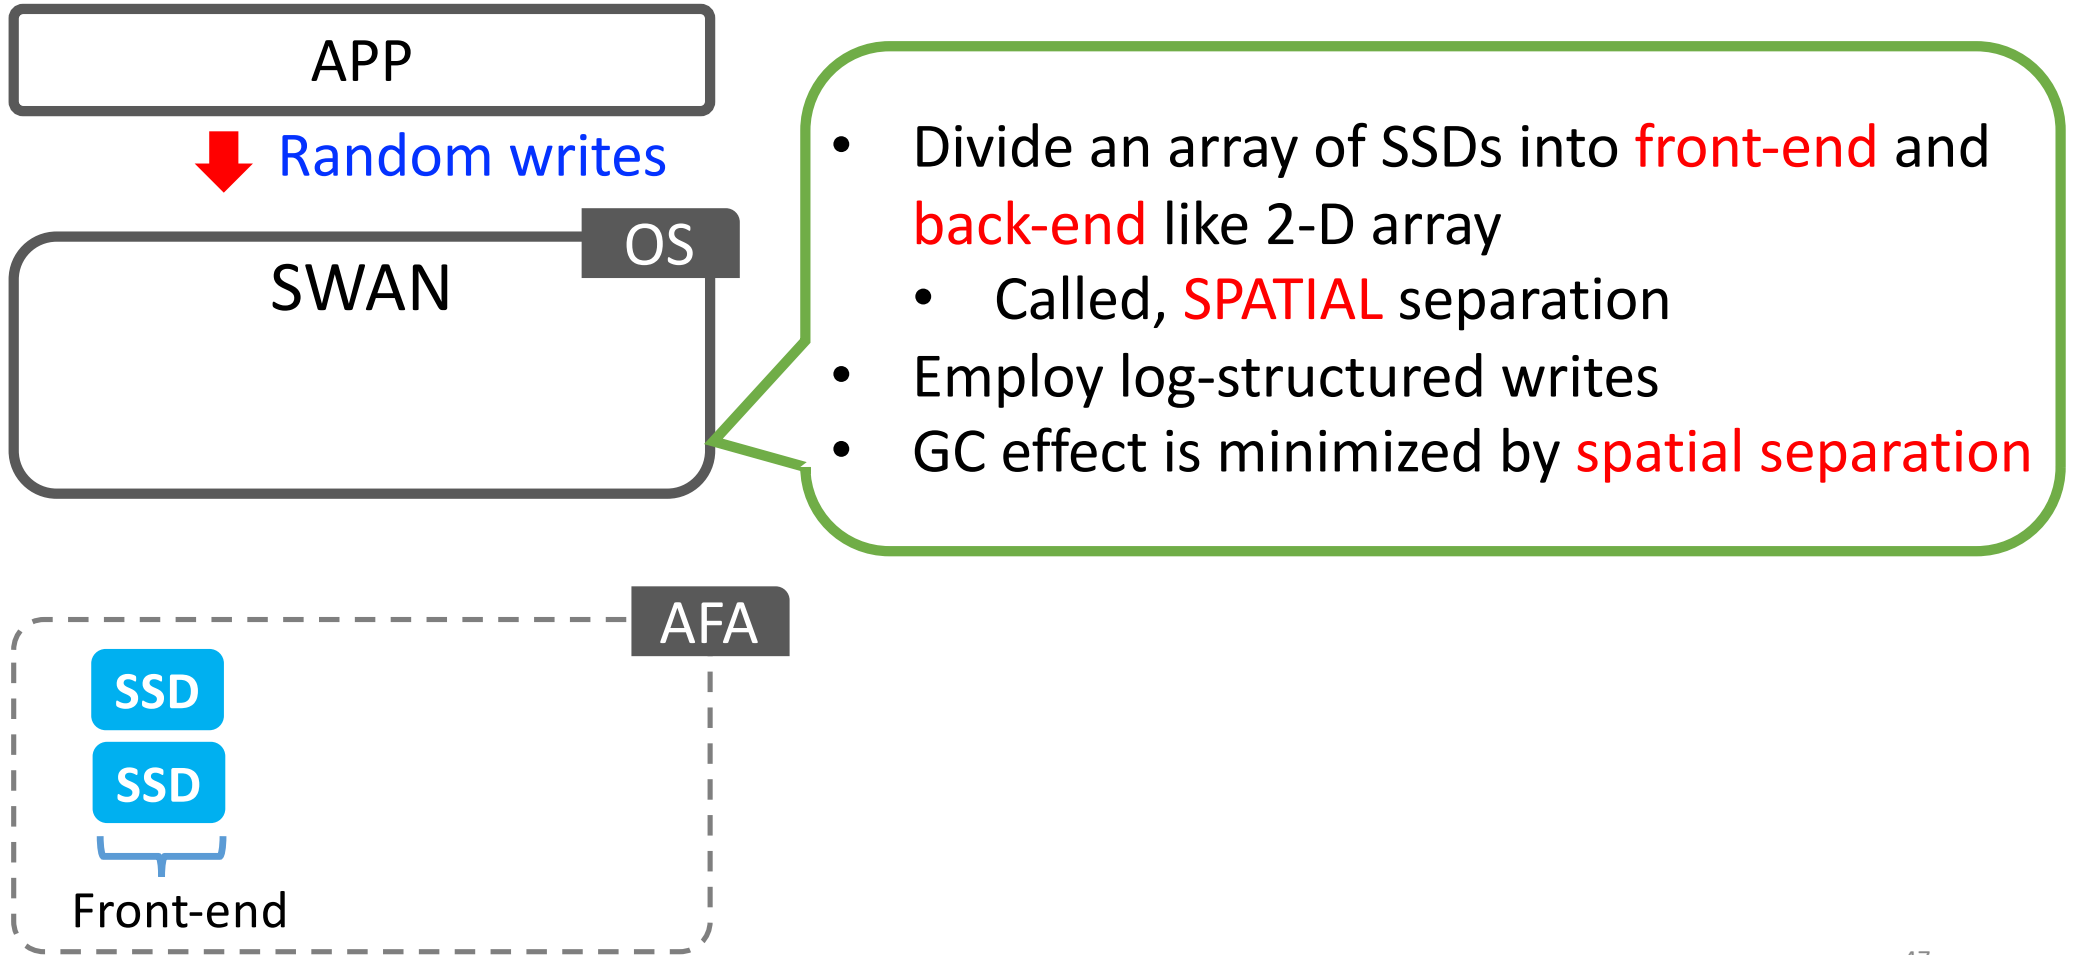 APP
Random writes
OS
SWAN
• Divide an array of SSDs into front-end and
back-end like 2-D array
• Called, SPATIAL separation
• Employ log-structured writes
• GC effect is minimized by spatial separation
AFA
SSD
SSD
Front-end